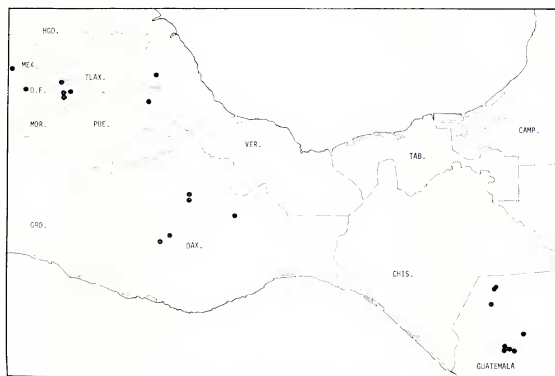 HGO.
MEX.
TLAX.
D.F.
MOR.
PUE.
VER.
TAB.
CAMP.
GRO.
OAX.
CHIS.
GUATEMALA